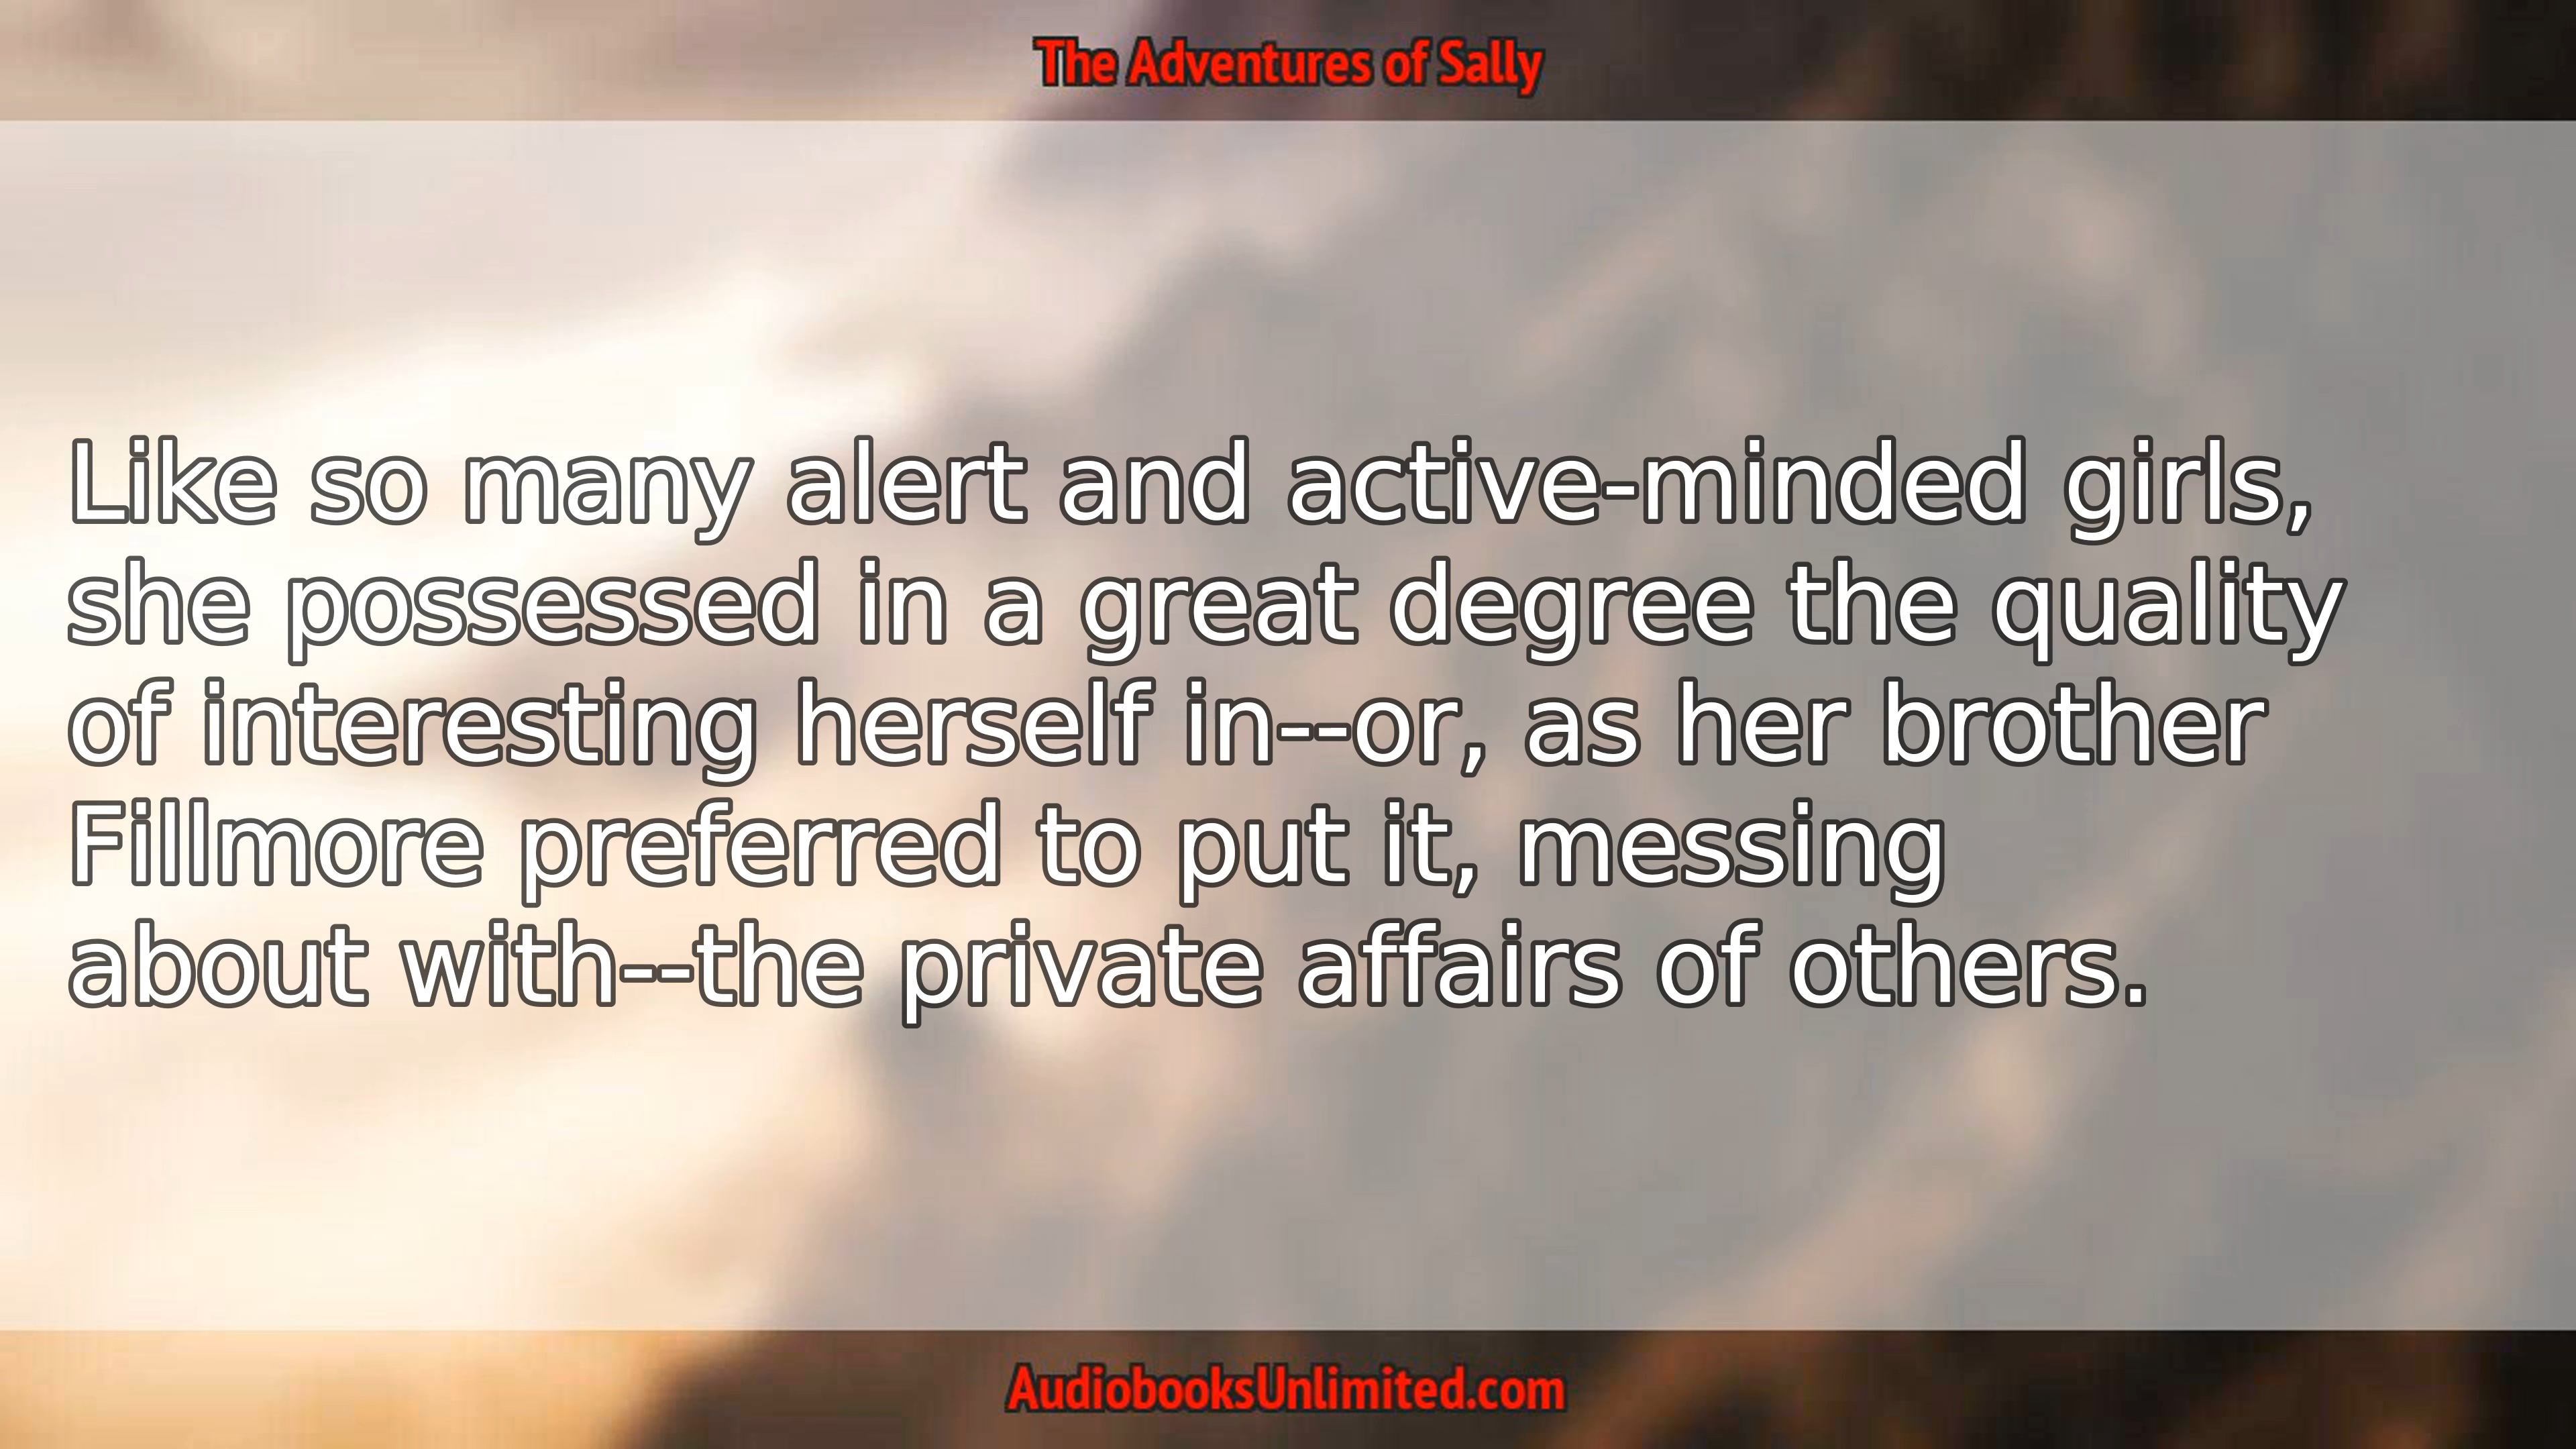 The Adventures of Sally
Like so many alert and active-minded girls,
she possessed in a great degree the quality
of interesting herself in--or, as her brother
Fillmore preferred to put it, messing
about with--the private affairs of others.
AudiobooksUnlimited.com